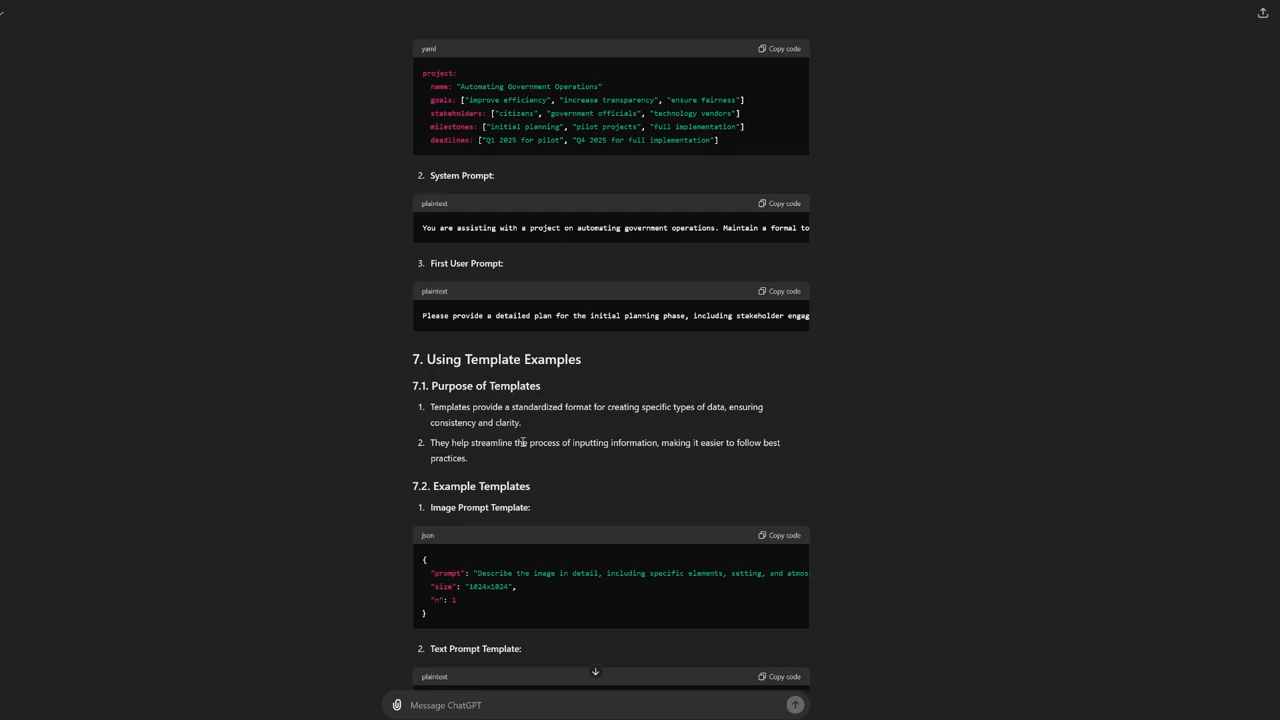 yaml
Copy code
project:
name: "Automating Government Operations"
goals: ["improve efficiency", "increase transparency", "ensure fairness"]
stakeholders: ["citizens", "government officials", "technology vendors"]
milestones: ["initial planning", "pilot projects", "full implementation"]
deadlines: ["Q1 2025 for pilot", "Q4 2025 for full implementation"]
2. System Prompt:
plaintext
Copy code
You are assisting with a project on automating government operations. Maintain a formal to
3. First User Prompt:
plaintext
Copy code
Please provide a detailed plan for the initial planning phase, including stakeholder engag
7. Using Template Examples
7.1. Purpose of Templates
1. Templates provide a standardized format for creating specific types of data, ensuring
consistency and clarity.
2. They help streamline the process of inputting information, making it easier to follow best
practices.
7.2. Example Templates
1. Image Prompt Template:
json
Copy code
{
"prompt": "Describe the image in detail, including specific elements, setting, and atmos
"size": "1024x1024",
"n": 1
}
2. Text Prompt Template:
plaintext
Copy code
Message ChatGPT